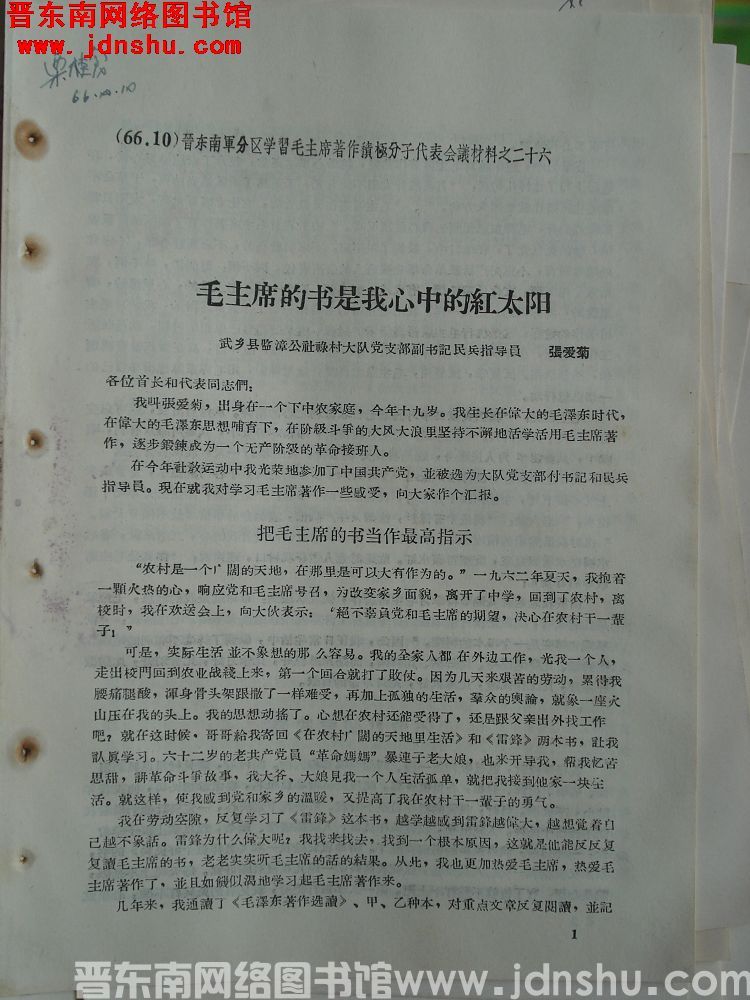 晋东南网络图书馆
www.jdnshu.com
66.10
(66.10)晉东南軍分区学習毛主席著作積極分子代表会議材料之二十六
毛主席的书是我心中的紅太阳
武乡县监漳公社祿村大队党支部副书記民兵指导員 張爱菊
各位首长和代表同志們:
我叫張爱菊,出身在一个下中农家庭,今年十九岁。我生长在偉大的毛澤东时代,
在偉大的毛澤东思想哺育下,在阶級斗爭的大风大浪里坚持不懈地活学活用毛主席著
作,逐步鍛鍊成为一个无产阶級的革命接班人。
在今年社教运动中我光荣地参加了中国共产党,並被选为大队党支部付书記和民兵
指导員。現在就我对学习毛主席著作一些感受,向大家作个汇报。
把毛主席的书当作最高指示
“农村是一个广闊的天地,在那里是可以大有作为的。”一九六二年夏天,我抱着
一顆火热的心,响应党和毛主席号召,为改变家乡面貌,离开了中学,回到了农村,离
校时,我在欢送会上,向大伙表示:“絕不辜負党和毛主席的期望,决心在农村干一輩
子!”
可是,实际生活並不象想的那么容易。我的全家人都在外边工作,光我一个人,
走出校門回到农业战綫上来,第一个回合就打了敗仗。因为几天来艰苦的劳动,累得我
腰痛腿酸,渾身骨头架跟撒了一样难受,再加上孤独的生活,羣众的輿論,就象一座火
山压在我的头上。我的思想动搖了。心想在农村还能受得了,还是跟父亲出外找工作
吧?就在这时候,哥哥給我寄回《在农村广闊的天地里生活》和《雷鋒》两本书,让我
認眞学习。六十二岁的老共产党員“革命媽媽”暴連子老大娘,也来开导我,帮我忆苦
思甜,講革命斗爭故事,我大爷、大娘見我一个人生活孤单,就把我接到他家一块生
活。就这样,使我感到党和家乡的溫暖,又提高了我在农村干一輩子的勇气。
我在劳动空隙,反复学习了《雷鋒》这本书,越学越感到雷鋒越偉大,越想觉着自
己越不象話。雷鋒为什么偉大呢?我找来找去,找到一个根本原因,这就是他能反反复
复讀毛主席的书,老老实实听毛主席的話的結果。从此,我也更加热爱毛主席,热爱毛
主席著作了,並且如饑似渴地学习起毛主席著作来。
几年来,我通讀了《毛澤东著作选讀》、甲、乙种本,对重点文章反复閱讀,並記
1
晋东南网络图书馆www.jdnshu.com